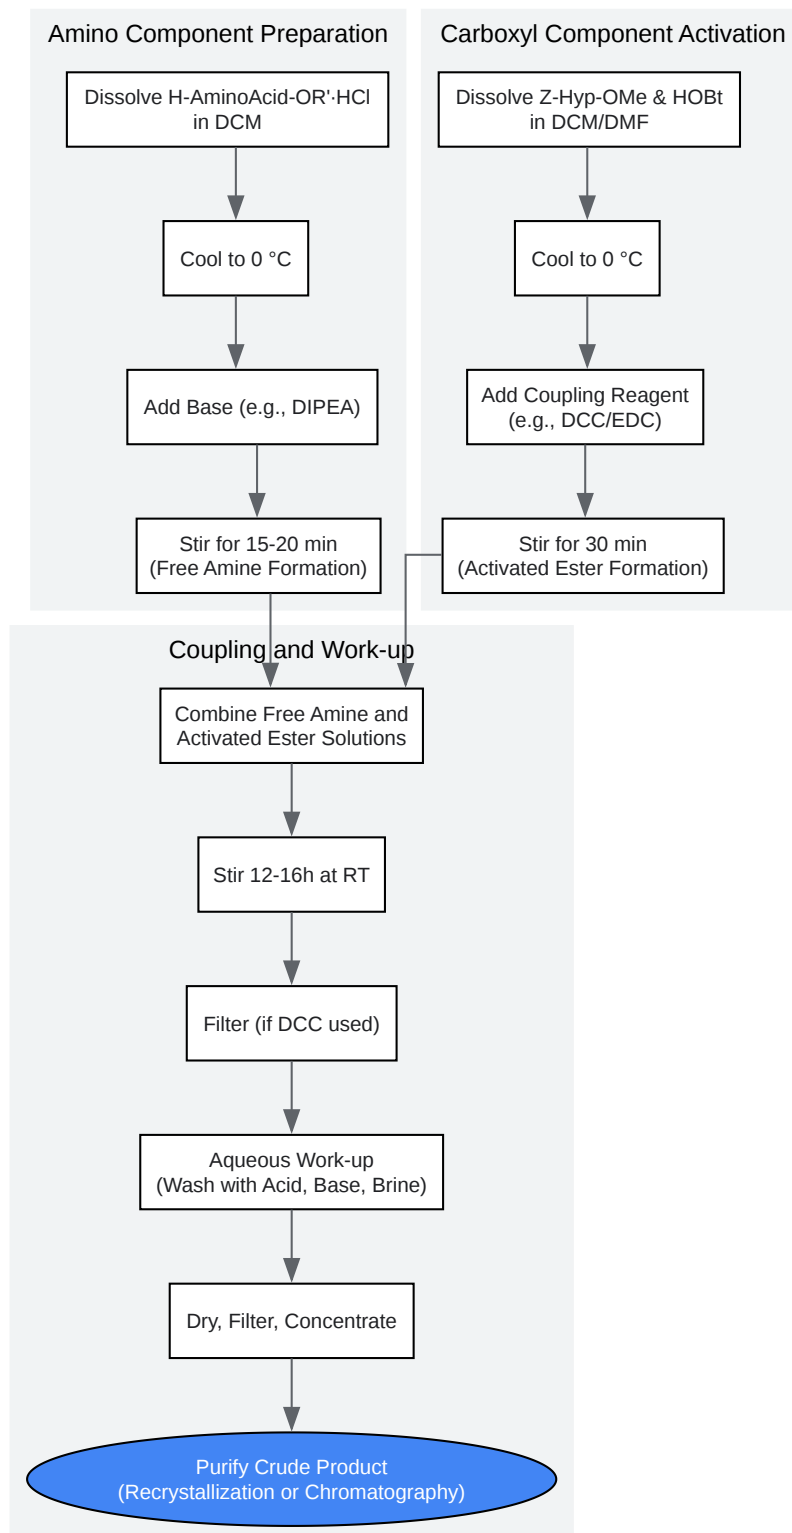 Amino Component Preparation
Dissolve H-AminoAcid-OR'·HCl
in DCM
Cool to 0 °C
Add Base (e.g., DIPEA)
Stir for 15-20 min
(Free Amine Formation)
Carboxyl Component Activation
Dissolve Z-Hyp-OMe & HOBt
in DCM/DMF
Cool to 0 °C
Add Coupling Reagent
(e.g., DCC/EDC)
Stir for 30 min
(Activated Ester Formation)
Coupling and Work-up
Combine Free Amine and
Activated Ester Solutions
Stir 12-16h at RT
Filter (if DCC used)
Aqueous Work-up
(Wash with Acid, Base, Brine)
Dry, Filter, Concentrate
Purify Crude Product
(Recrystallization or Chromatography)